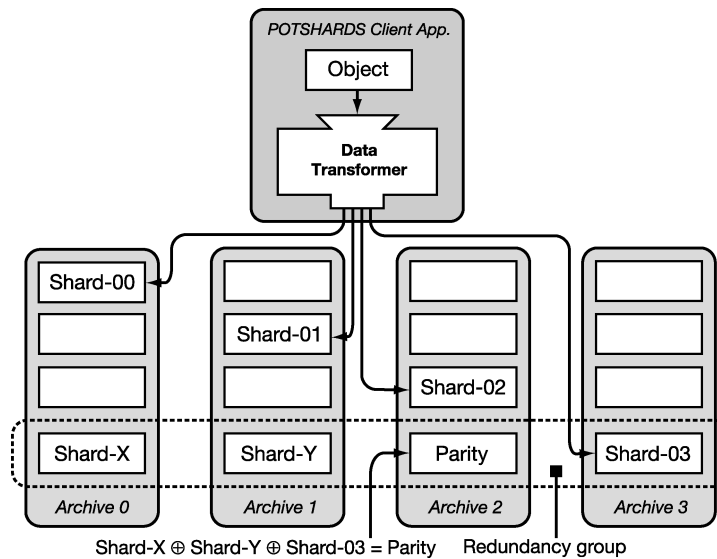 POTSHARDS Client App.
Object
Data
Transformer
Shard-00
Shard-01
Shard-02
Shard-X
Shard-Y
Parity
Shard-03
Archive 0
Archive 1
Archive 2
Archive 3
Shard-X ⊕ Shard-Y ⊕ Shard-03 = Parity
Redundancy group